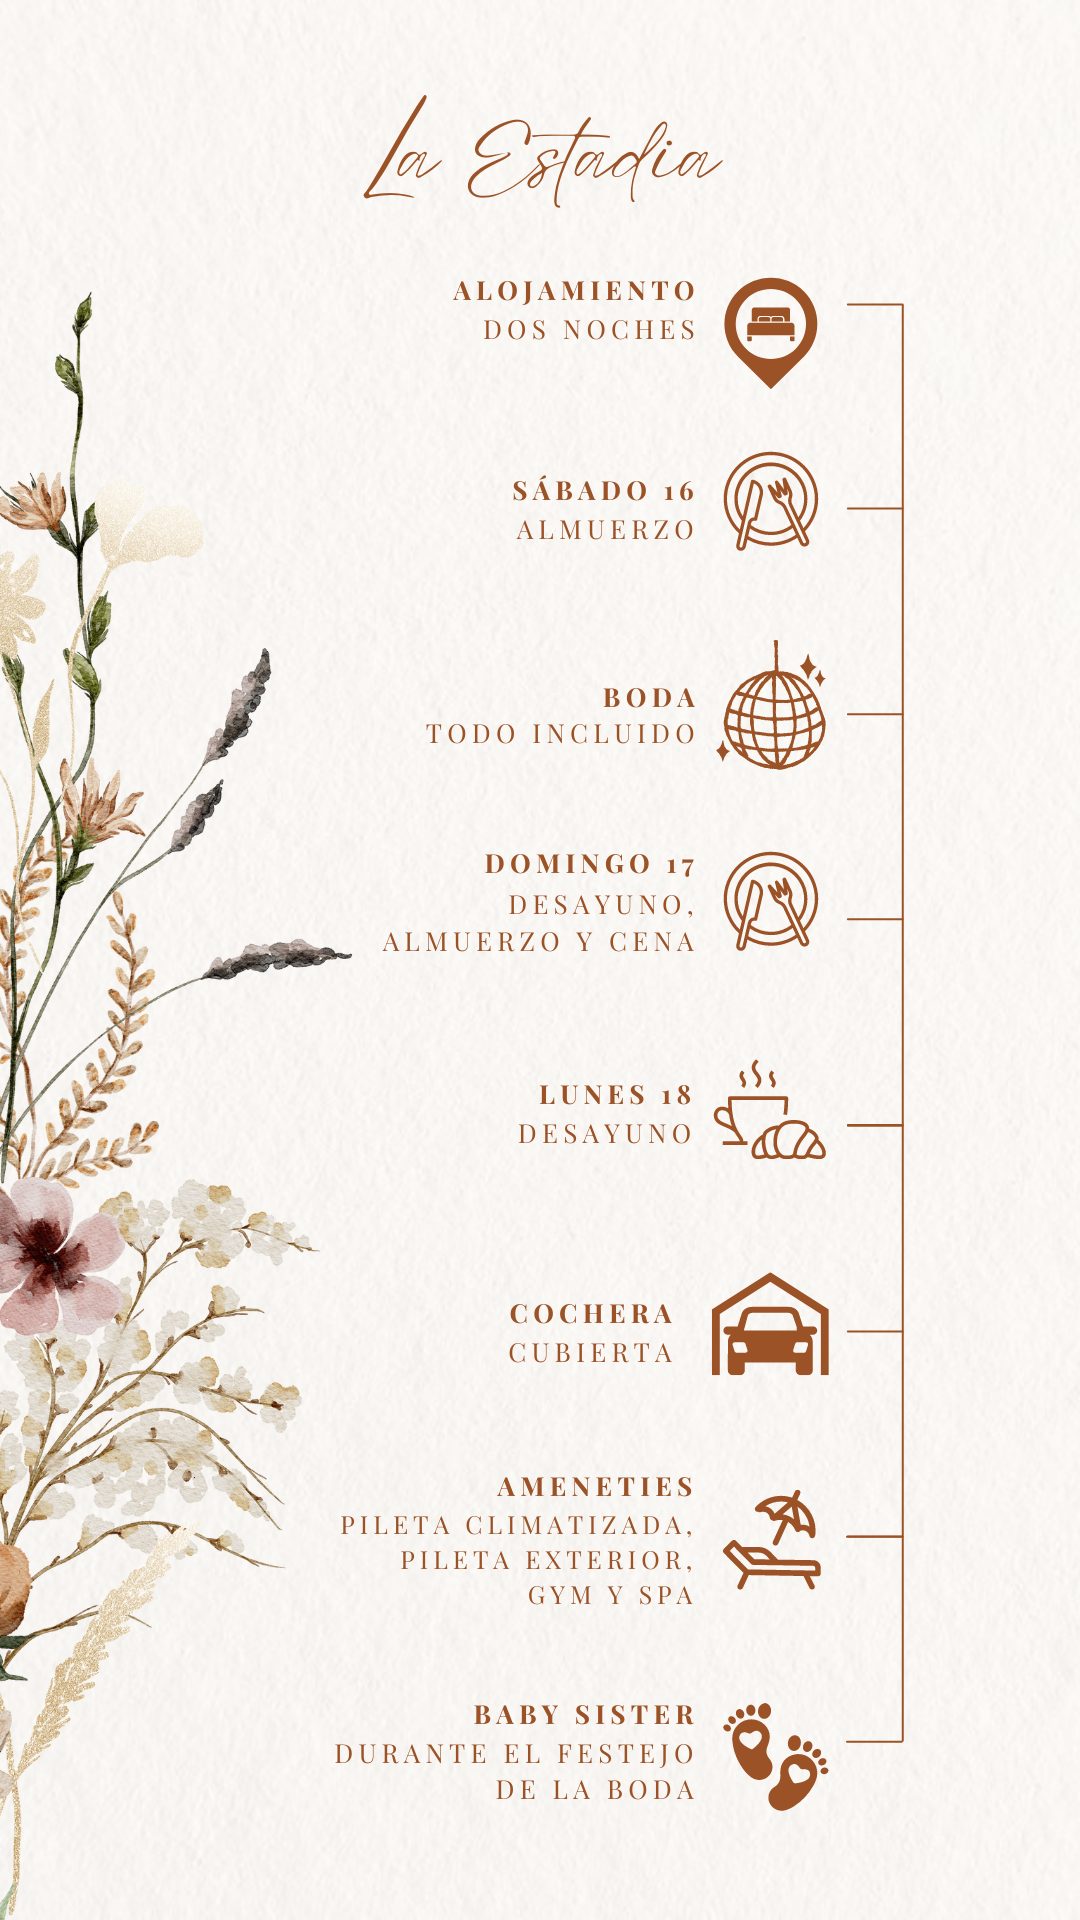 La Estadia
ALOJAMIENTO
DOS NOCHES
SÁBADO 16
ALMUERZO
BODA
TODO INCLUIDO
DOMINGO 17
DESAYUNO,
ALMUERZO Y CENA
LUNES 18
DESAYUNO
COCHERA
CUBIERTA
AMENETIES
PILETA CLIMATIZADA,
PILETA EXTERIOR,
GYM Y SPA
BABY SISTER
DURANTE EL FESTEJO
DE LA BODA